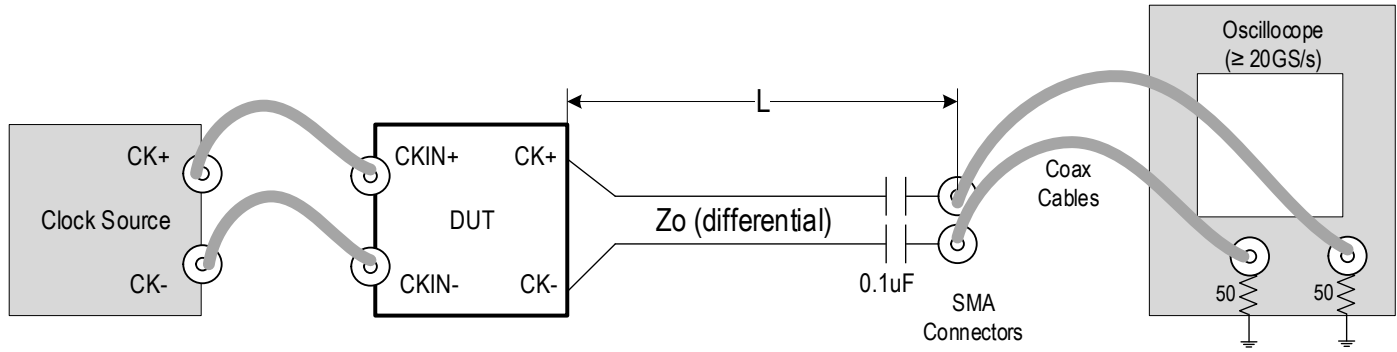 Clock Source
CK+
CK-
CKIN+
CKIN-
DUT
CK+
CK-
L
Zo (differential)
0.1uF
SMA
Connectors
Coax
Cables
Oscillocope
(≥ 20GS/s)
50
50